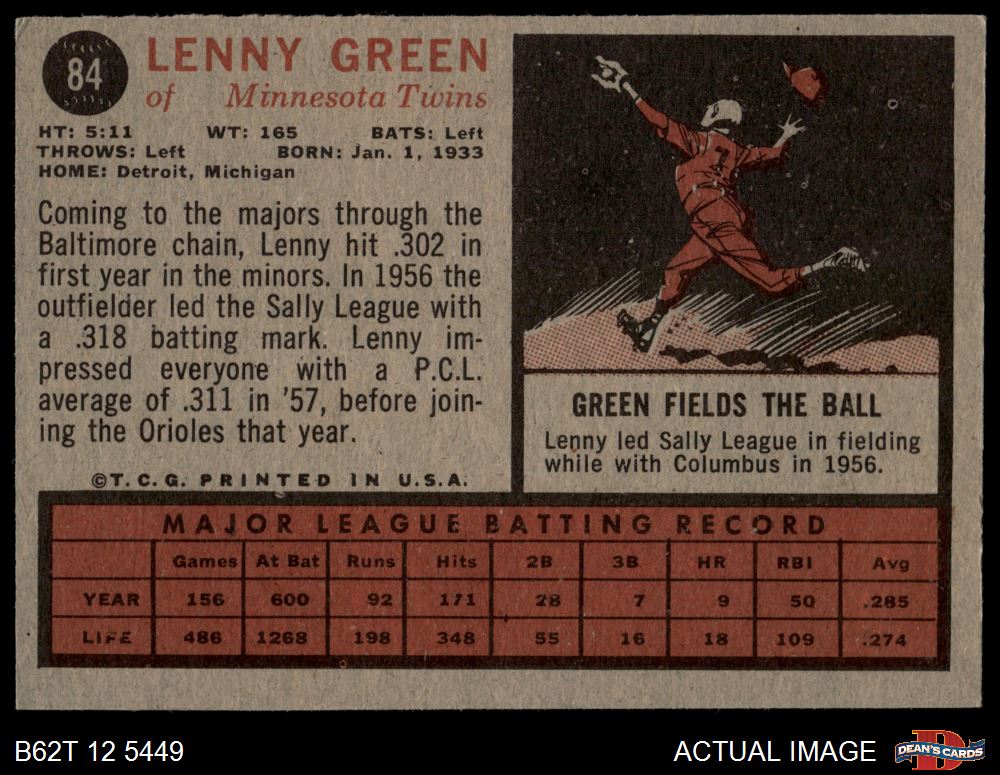 84
LENNY GREEN
of Minnesota Twins
HT: 5:11 WT: 165 BATS: Left
THROWS: Left BORN: Jan. 1, 1933
HOME: Detroit, Michigan
Coming to the majors through the
Baltimore chain, Lenny hit .302 in
first year in the minors. In 1956 the
outfielder led the Sally League with
a .318 batting mark. Lenny im-
pressed everyone with a P.C.L.
average of .311 in '57, before join-
ing the Orioles that year.
©T.C.G. PRINTED IN U.S.A.
7
GREEN FIELDS THE BALL
Lenny led Sally League in fielding
while with Columbus in 1956.
MAJOR LEAGUE BATTING RECORD
Games At Bat Runs Hits 2B 3B HR RBI Avg
YEAR 156 600 92 171 28 7 9 50 .285
LIFE 486 1268 198 348 55 16 18 109 .274
B62T 12 5449
ACTUAL IMAGE
D
DEAN'S CARDS